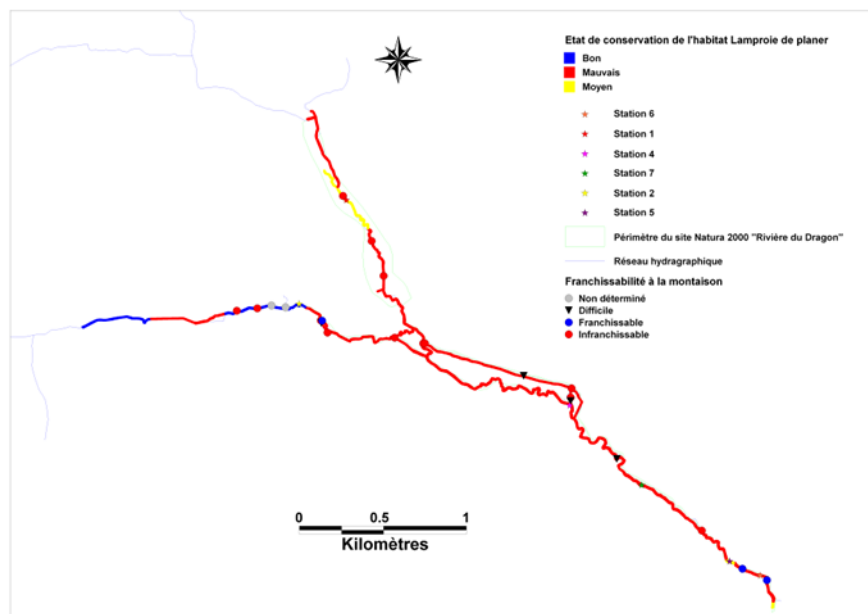 Etat de conservation de l'habitat Lamproie de planer
Bon
Mauvais
Moyen
Station 6
Station 1
Station 4
Station 7
Station 2
Station 5
Périmètre du site Natura 2000 "Rivière du Dragon"
Réseau hydragraphique
Franchissabilité à la montaison
Non déterminé
Difficile
Franchissable
Infranchissable
0 0.5 1
Kilomètres